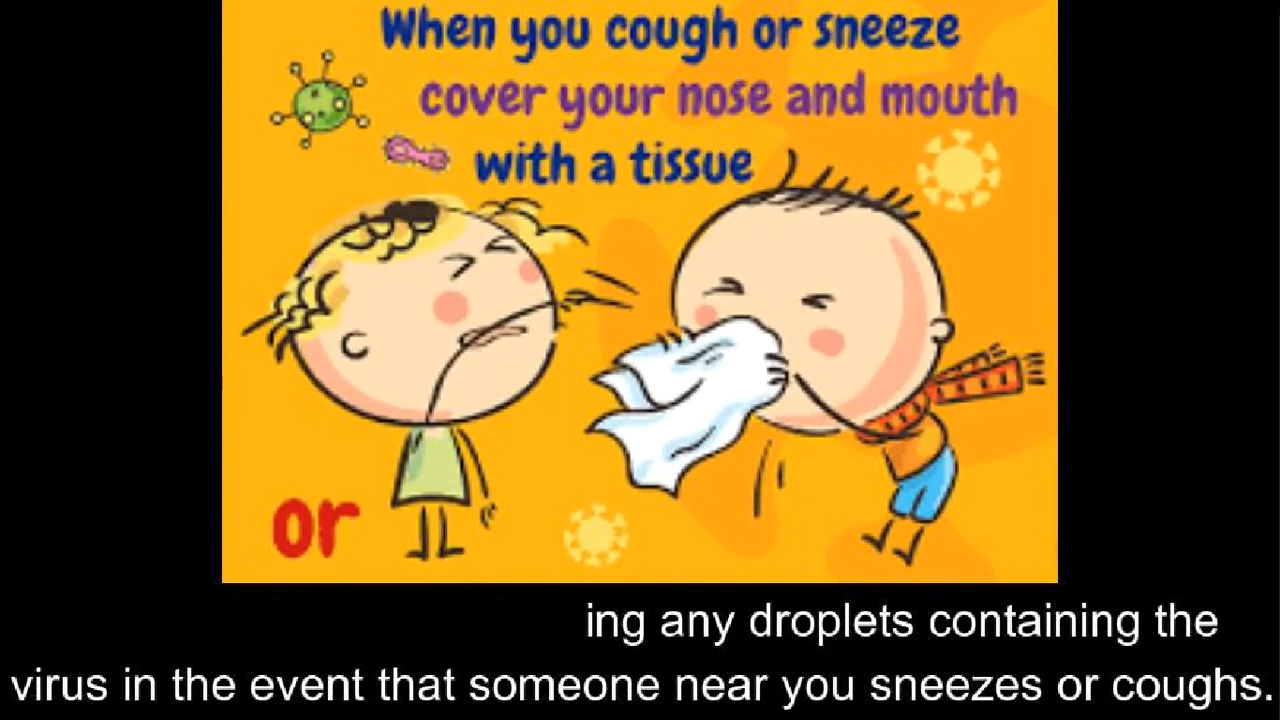 When you cough or sneeze
cover your nose and mouth
with a tissue
or
ing any droplets containing the
virus in the event that someone near you sneezes or coughs.